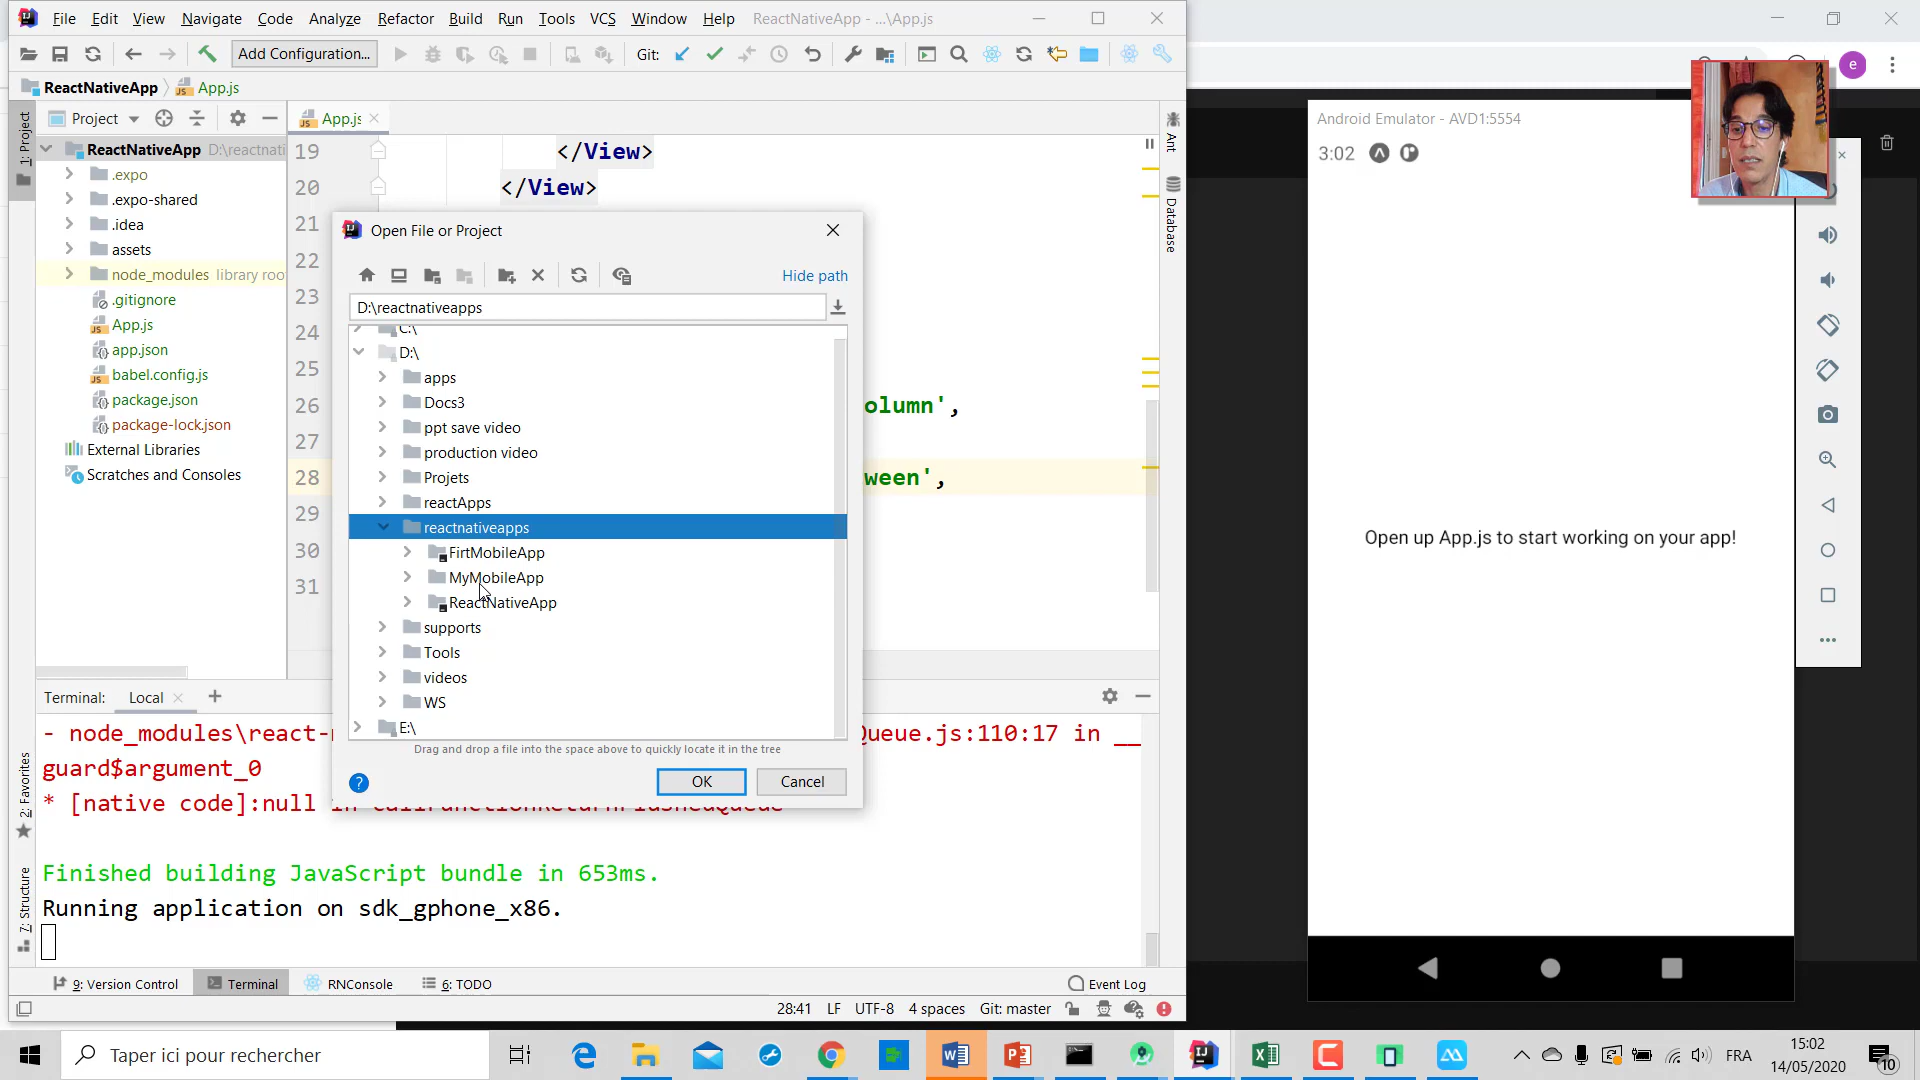 File Edit View Navigate Code Analyze Refactor Build Run Tools VCS Window Help ReactNativeApp - ...\App.js
Add Configuration...
Git:
ReactNativeApp
App.js
Project
App.js
1: Project
ReactNativeApp D:\reactnati
.expo
.expo-shared
.idea
assets
node_modules library roo
.gitignore
App.js
app.json
babel.config.js
package.json
package-lock.json
External Libraries
Scratches and Consoles
19 </View>
20 </View>
21
22
23
24
25
26 olumn',
27
28 ween',
29
30
31
Ant
Database
Open File or Project
Hide path
D:\reactnativeapps
C:\
D:\
apps
Docs3
ppt save video
production video
Projets
reactApps
reactnativeapps
FirtMobileApp
MyMobileApp
ReactNativeApp
supports
Tools
videos
WS
E:\
Drag and drop a file into the space above to quickly locate it in the tree
?
OK
Cancel
Terminal: Local
- node_modules\react- Queue.js:110:17 in __
guard$argument_0
* [native code]:null in callFunctionReturnFlushedQueue
Finished building JavaScript bundle in 653ms.
Running application on sdk_gphone_x86.
2: Favorites
7: Structure
9: Version Control
Terminal
RNConsole
6: TODO
Event Log
28:41 LF UTF-8 4 spaces Git: master
e
Android Emulator - AVD1:5554
3:02
Open up App.js to start working on your app!
Taper ici pour rechercher
FRA
15:02
14/05/2020
10